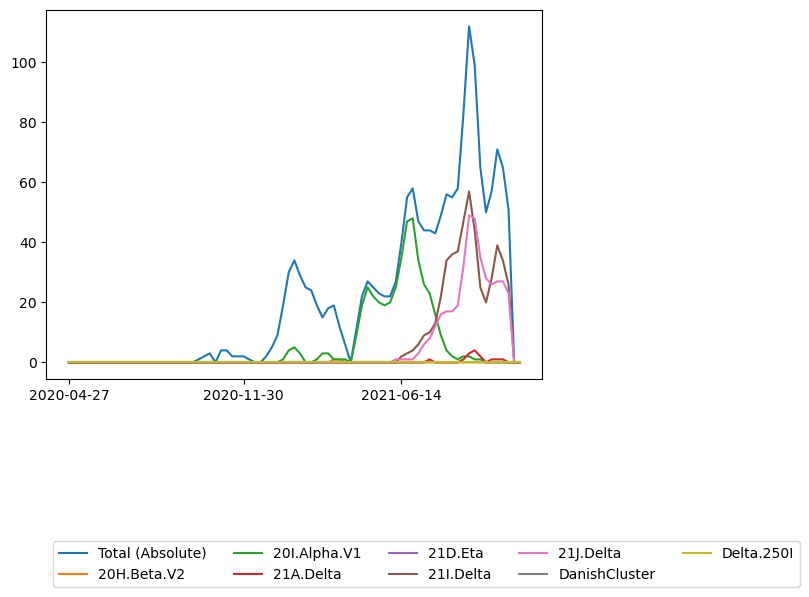 100
80
60
40
20
0
2020-04-27 2020-11-30 2021-06-14
Total (Absolute) 20I.Alpha.V1 21D.Eta 21J.Delta Delta.250I
20H.Beta.V2 21A.Delta 21I.Delta DanishCluster